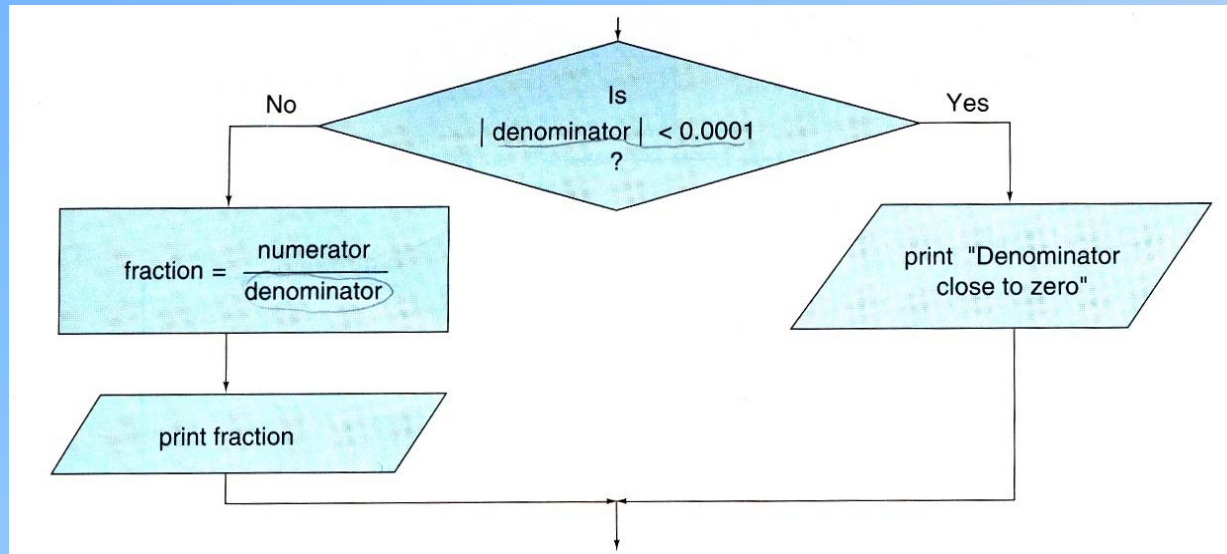 Is
No
Yes
| denominator | < 0.0001
?
numerator
fraction =
denominator
print "Denominator
close to zero"
print fraction